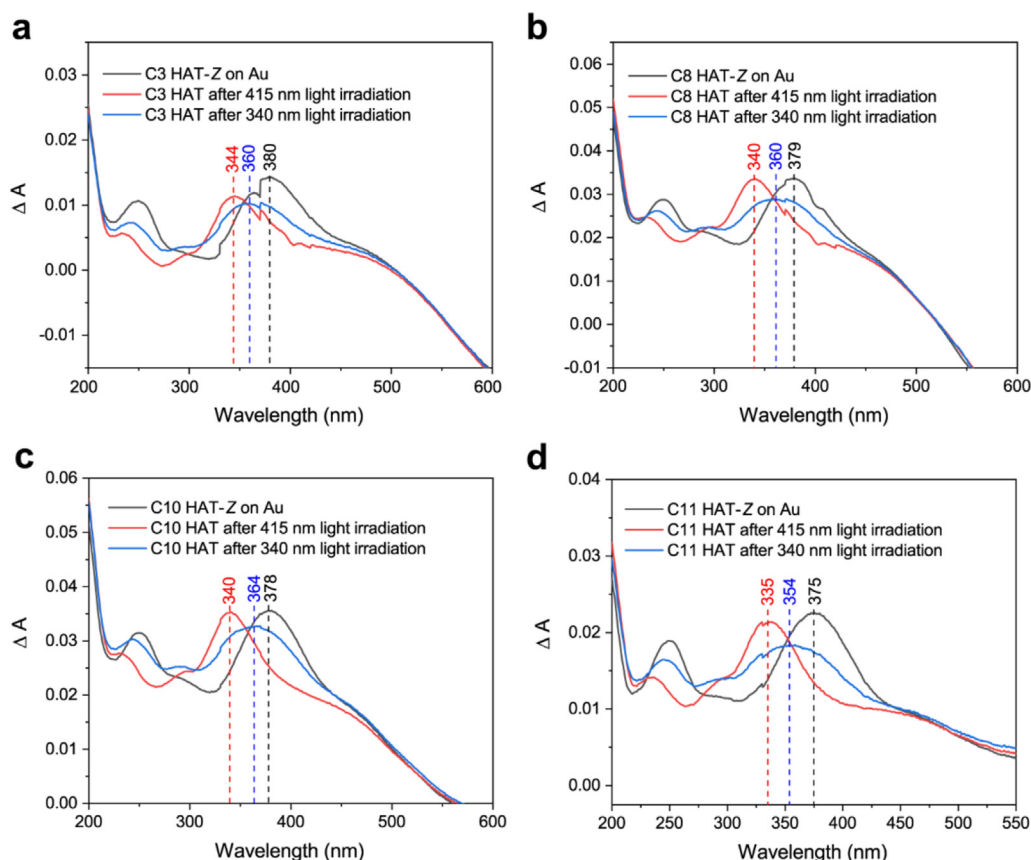 a
C3 HAT-Z on Au
C3 HAT after 415 nm light irradiation
C3 HAT after 340 nm light irradiation
344
360
380
0.03
0.02
0.01
0.00
-0.01
Δ A
200 300 400 500 600
Wavelength (nm)
b
C8 HAT-Z on Au
C8 HAT after 415 nm light irradiation
C8 HAT after 340 nm light irradiation
340
360
379
0.06
0.05
0.04
0.03
0.02
0.01
0.00
-0.01
Δ A
200 300 400 500 600
Wavelength (nm)
c
C10 HAT-Z on Au
C10 HAT after 415 nm light irradiation
C10 HAT after 340 nm light irradiation
340
364
378
0.06
0.05
0.04
0.03
0.02
0.01
0.00
Δ A
200 300 400 500 600
Wavelength (nm)
d
C11 HAT-Z on Au
C11 HAT after 415 nm light irradiation
C11 HAT after 340 nm light irradiation
335
354
375
0.04
0.03
0.02
0.01
0.00
Δ A
200 250 300 350 400 450 500 550
Wavelength (nm)